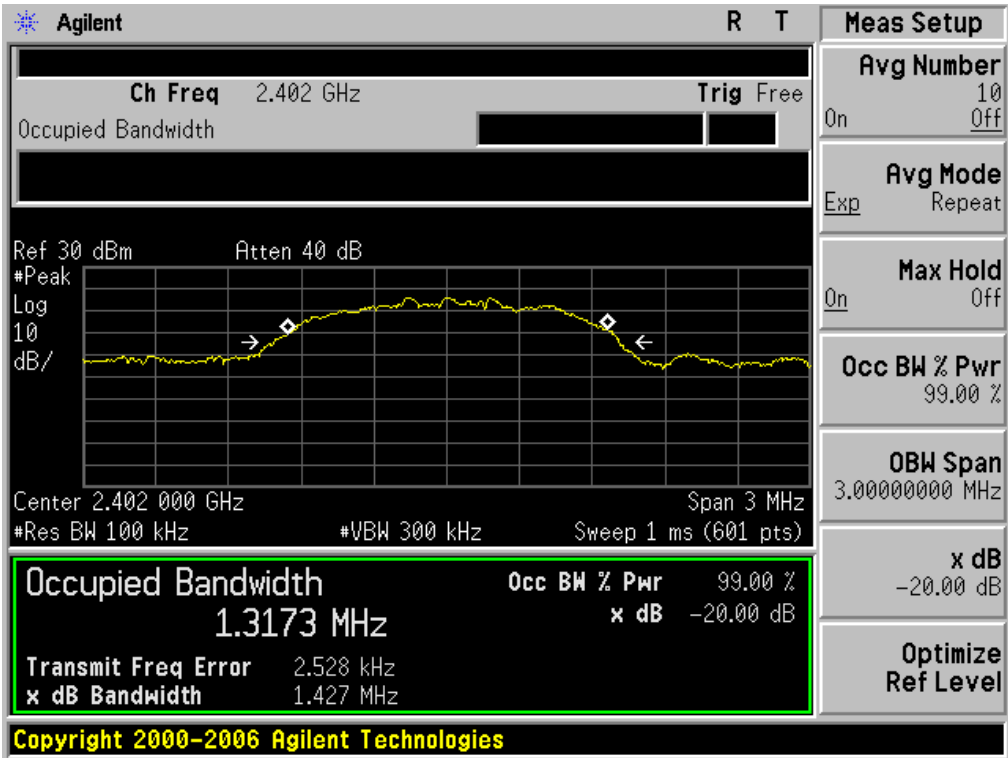 Agilent R T
Ch Freq 2.402 GHz Trig Free
Occupied Bandwidth
Ref 30 dBm Atten 40 dB
#Peak
Log
10
dB/
Center 2.402 000 GHz Span 3 MHz
#Res BW 100 kHz #VBW 300 kHz Sweep 1 ms (601 pts)
Occupied Bandwidth Occ BW % Pwr 99.00 %
1.3173 MHz x dB -20.00 dB
Transmit Freq Error 2.528 kHz
x dB Bandwidth 1.427 MHz
Copyright 2000-2006 Agilent Technologies
Meas Setup
Avg Number
10
On Off
Avg Mode
Exp Repeat
Max Hold
On Off
Occ BW % Pwr
99.00 %
OBW Span
3.00000000 MHz
x dB
-20.00 dB
Optimize
Ref Level